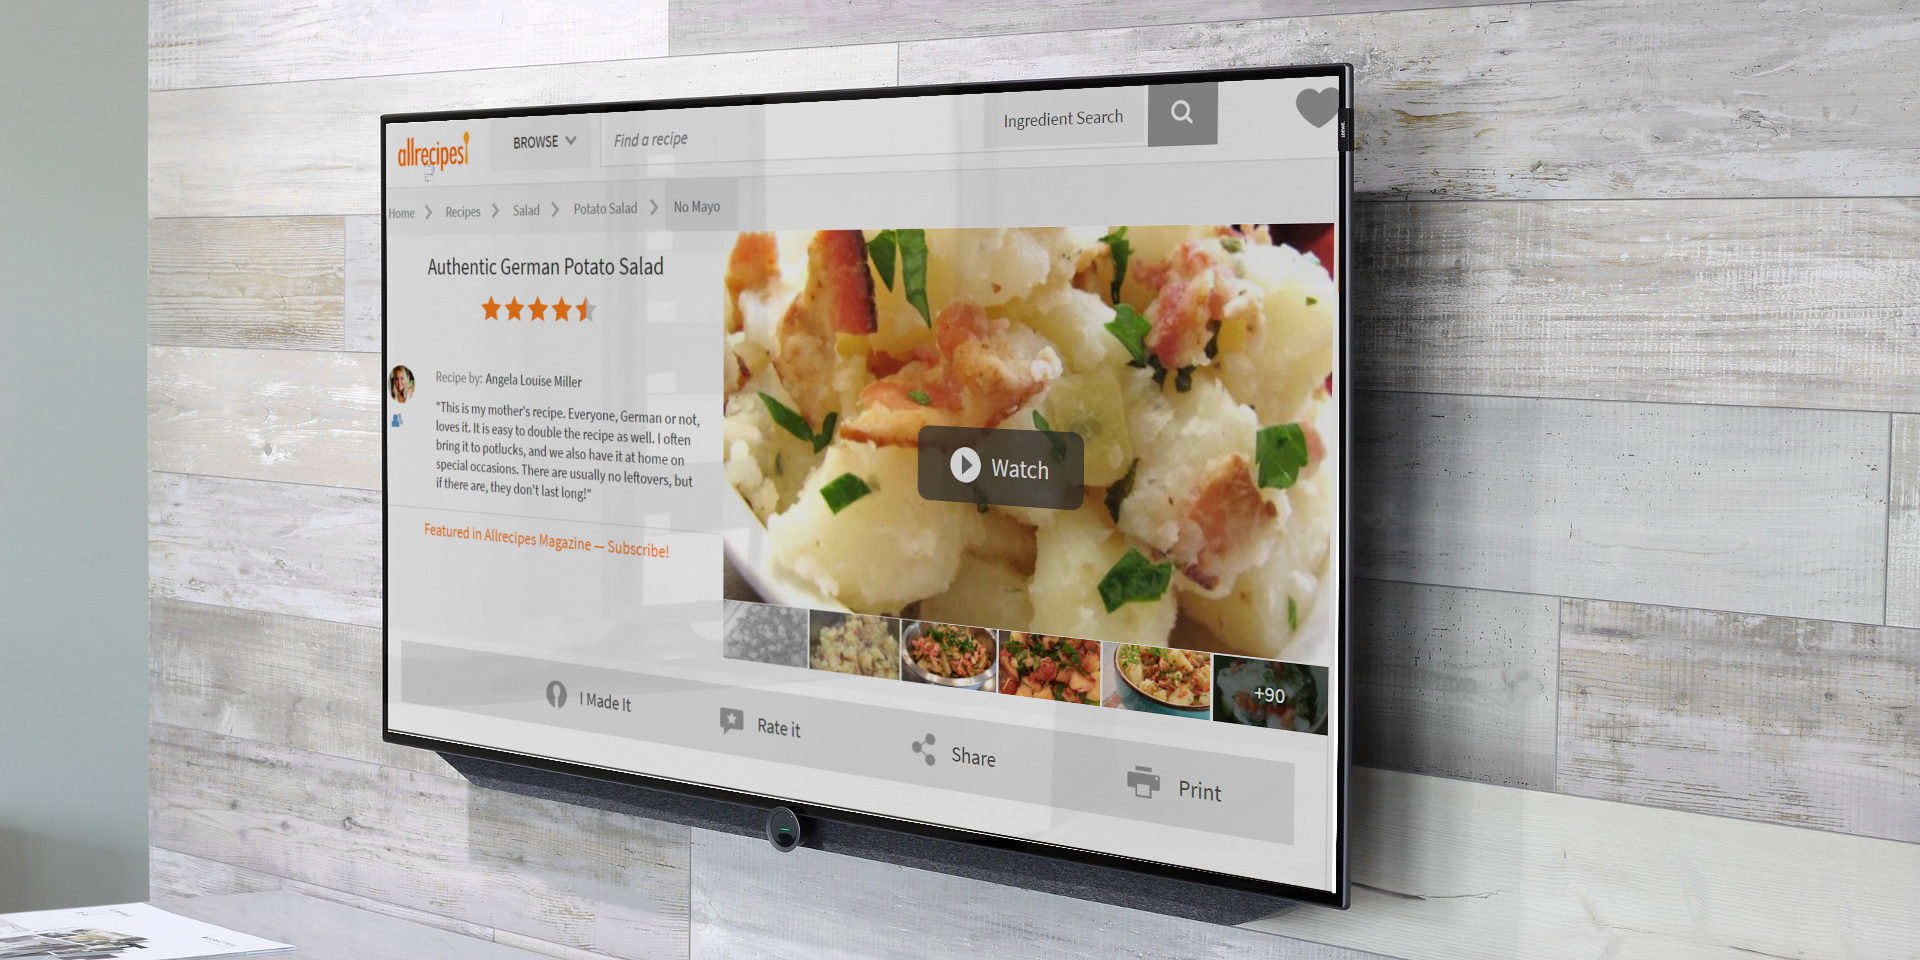 allrecipes
BROWSE
Find a recipe
Ingredient Search
Home
Recipes
Salad
Potato Salad
No Mayo
Authentic German Potato Salad
Recipe by: Angela Louise Miller
"This is my mother's recipe. Everyone, German or not,
loves it. It is easy to double the recipe as well. I often
bring it to potlucks, and we also have it at home on
special occasions. There are usually no leftovers, but
if there are, they don't last long!"
Featured in Allrecipes Magazine — Subscribe!
Watch
+90
I Made It
Rate it
Share
Print